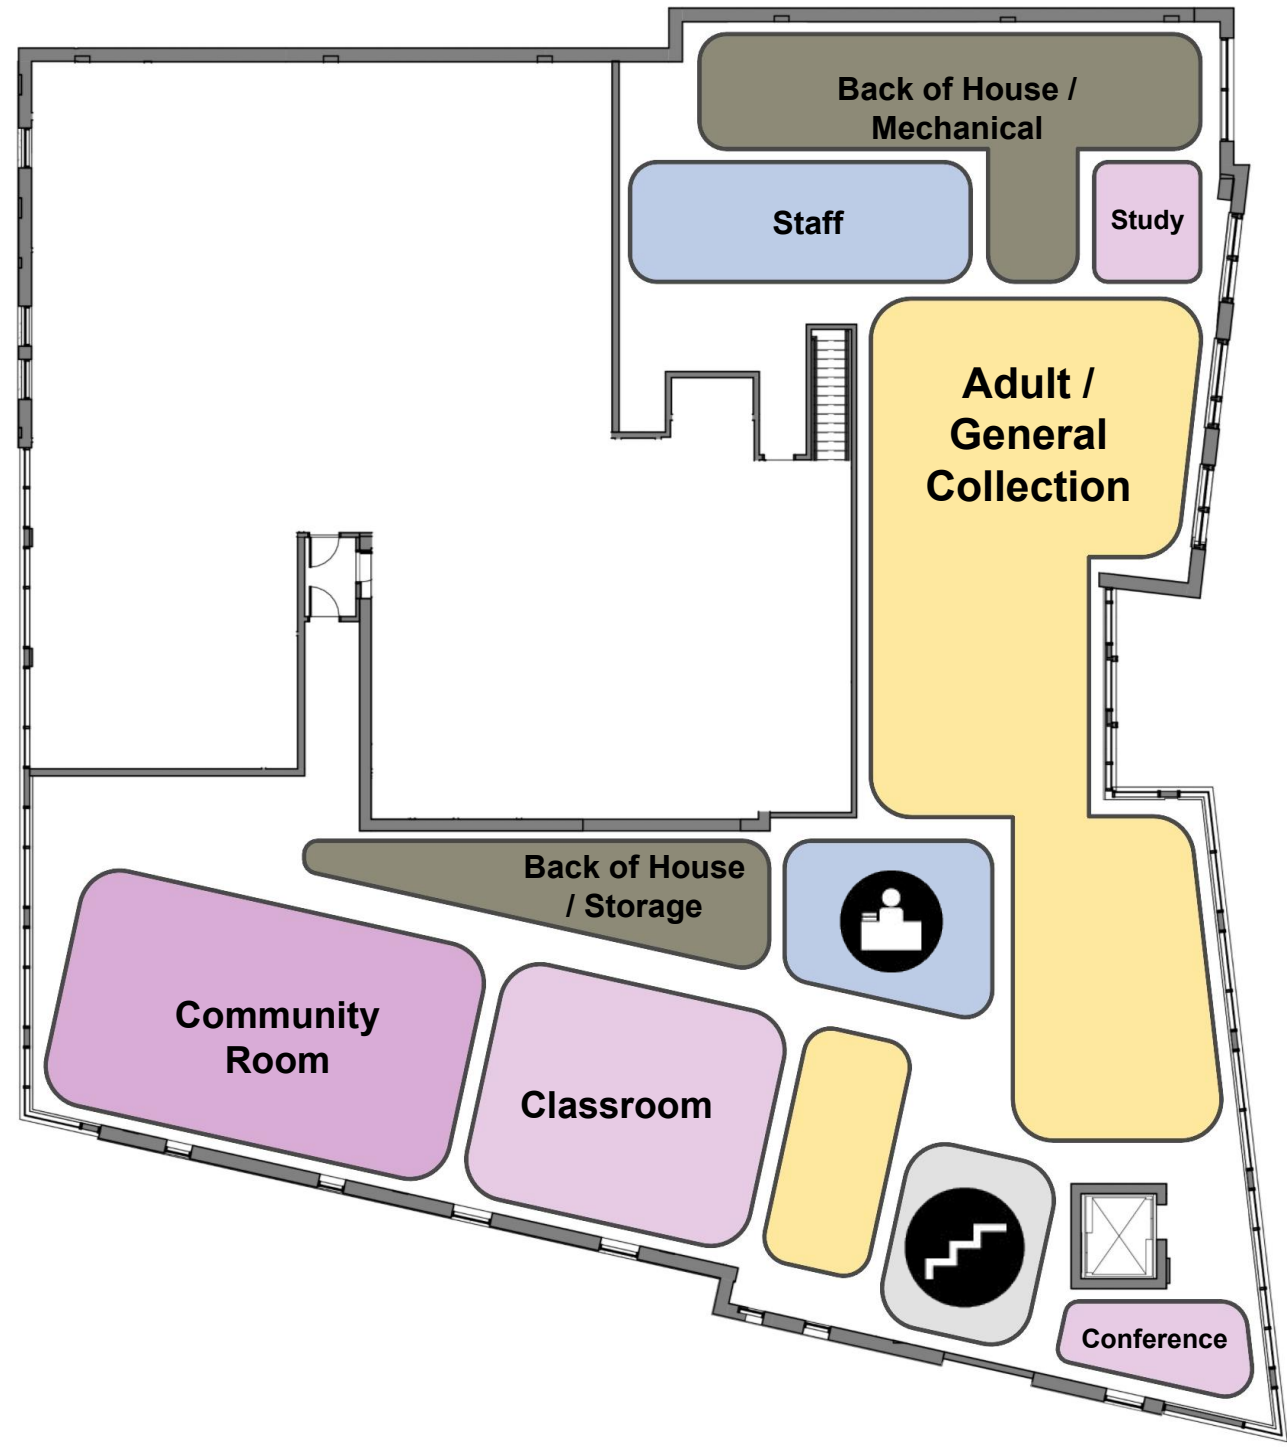 Back of House /
Mechanical
Staff
Study
Adult /
General
Collection
Back of House
/ Storage
Community
Room
Classroom
Conference